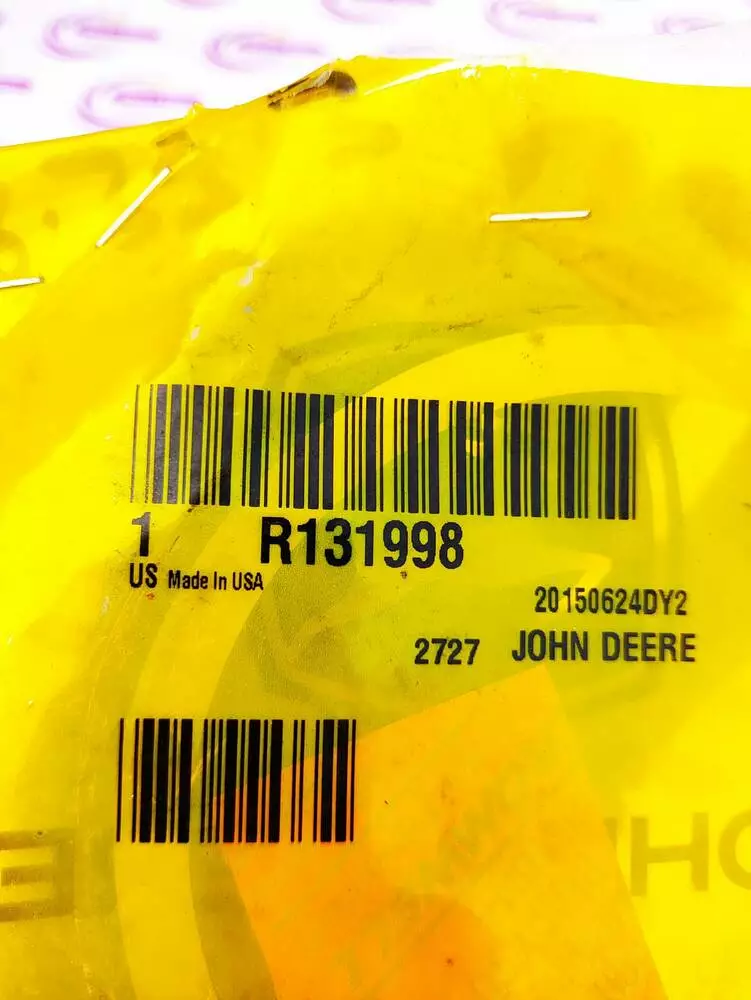 1 R131998
US Made In USA
20150624DY2
2727 JOHN DEERE